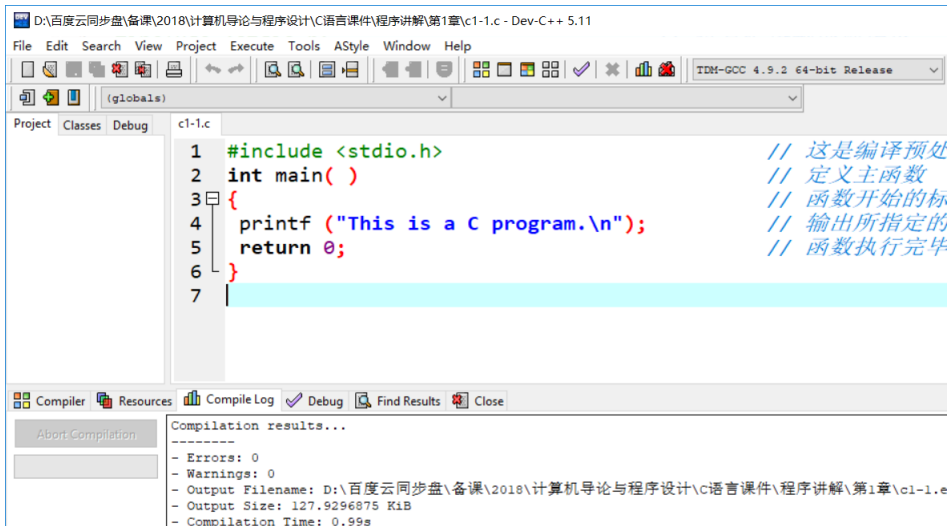 D:\百度云同步盘\备课\2018\计算机导论与程序设计\C语言课件\程序讲解\第1章\c1-1.c - Dev-C++ 5.11
File Edit Search View Project Execute Tools AStyle Window Help
TDM-GCC 4.9.2 64-bit Release
(globals)
Project Classes Debug c1-1.c
1 #include <stdio.h> // 这是编译预处
2 int main( ) // 定义主函数
3 { // 函数开始的标
4 printf ("This is a C program.\n"); // 输出所指定的
5 return 0; // 函数执行完毕
6 }
7
Compiler Resources Compile Log Debug Find Results Close
Abort Compilation
Compilation results...
--------
- Errors: 0
- Warnings: 0
- Output Filename: D:\百度云同步盘\备课\2018\计算机导论与程序设计\C语言课件\程序讲解\第1章\c1-1.e
- Output Size: 127.9296875 KiB
- Compilation Time: 0.99s